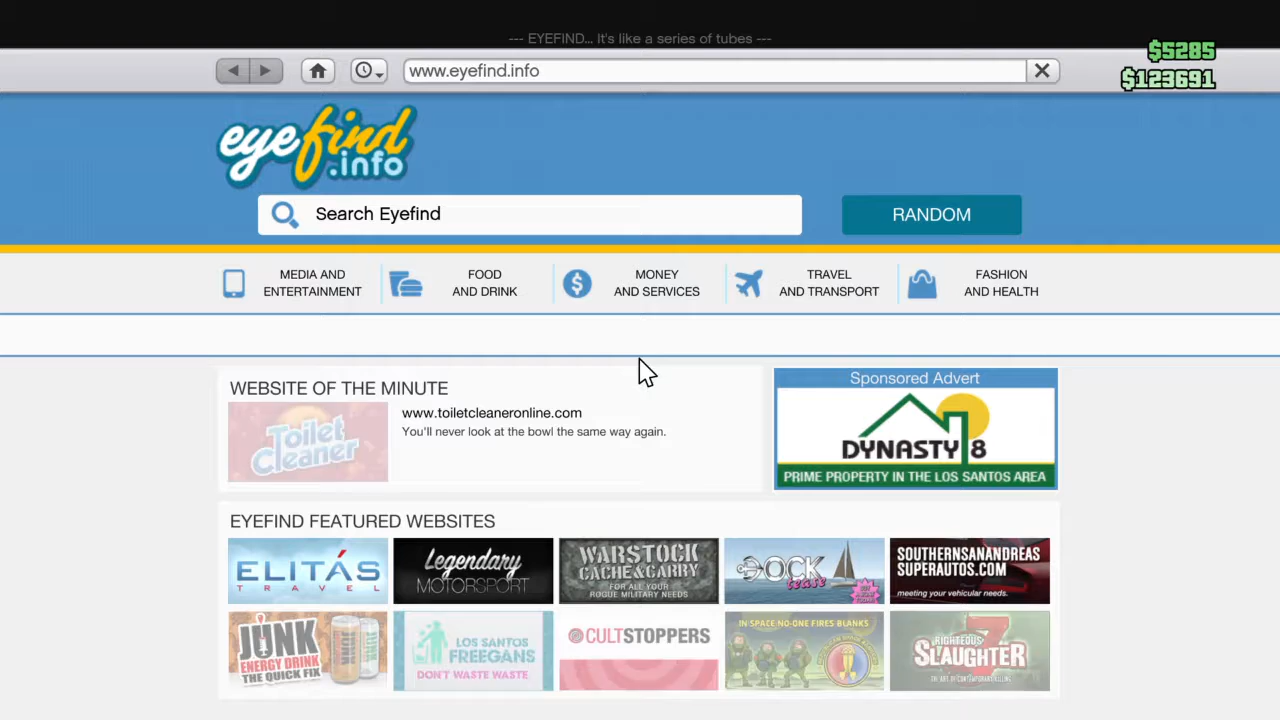 --- EYEFIND... It's like a series of tubes ---
$5285
www.eyefind.info
$123691
eyefind
.info
Search Eyefind
RANDOM
MEDIA AND
ENTERTAINMENT
FOOD
AND DRINK
MONEY
AND SERVICES
TRAVEL
AND TRANSPORT
FASHION
AND HEALTH
WEBSITE OF THE MINUTE
Toilet
Cleaner
www.toiletcleaneronline.com
You'll never look at the bowl the same way again.
Sponsored Advert
DYNASTY 8
PRIME PROPERTY IN THE LOS SANTOS AREA
EYEFIND FEATURED WEBSITES
ELITÁS
TRAVEL
Legendary
MOTORSPORT
WARSTOCK
CACHE & CARRY
FOR ALL YOUR
ROGUE MILITARY NEEDS
DOCK
tease
SOUTHERNSANANDREAS
SUPERAUTOS.COM
meeting your vehicular needs.
JUNK
ENERGY DRINK
THE QUICK FIX
LOS SANTOS
FREEGANS
DON'T WASTE WASTE
CULTSTOPPERS
IN SPACE-NO-ONE FIRES BLANKS
RIGHTEOUS
SLAUGHTER
7
THE ART OF CONTEMPORARY KILLING